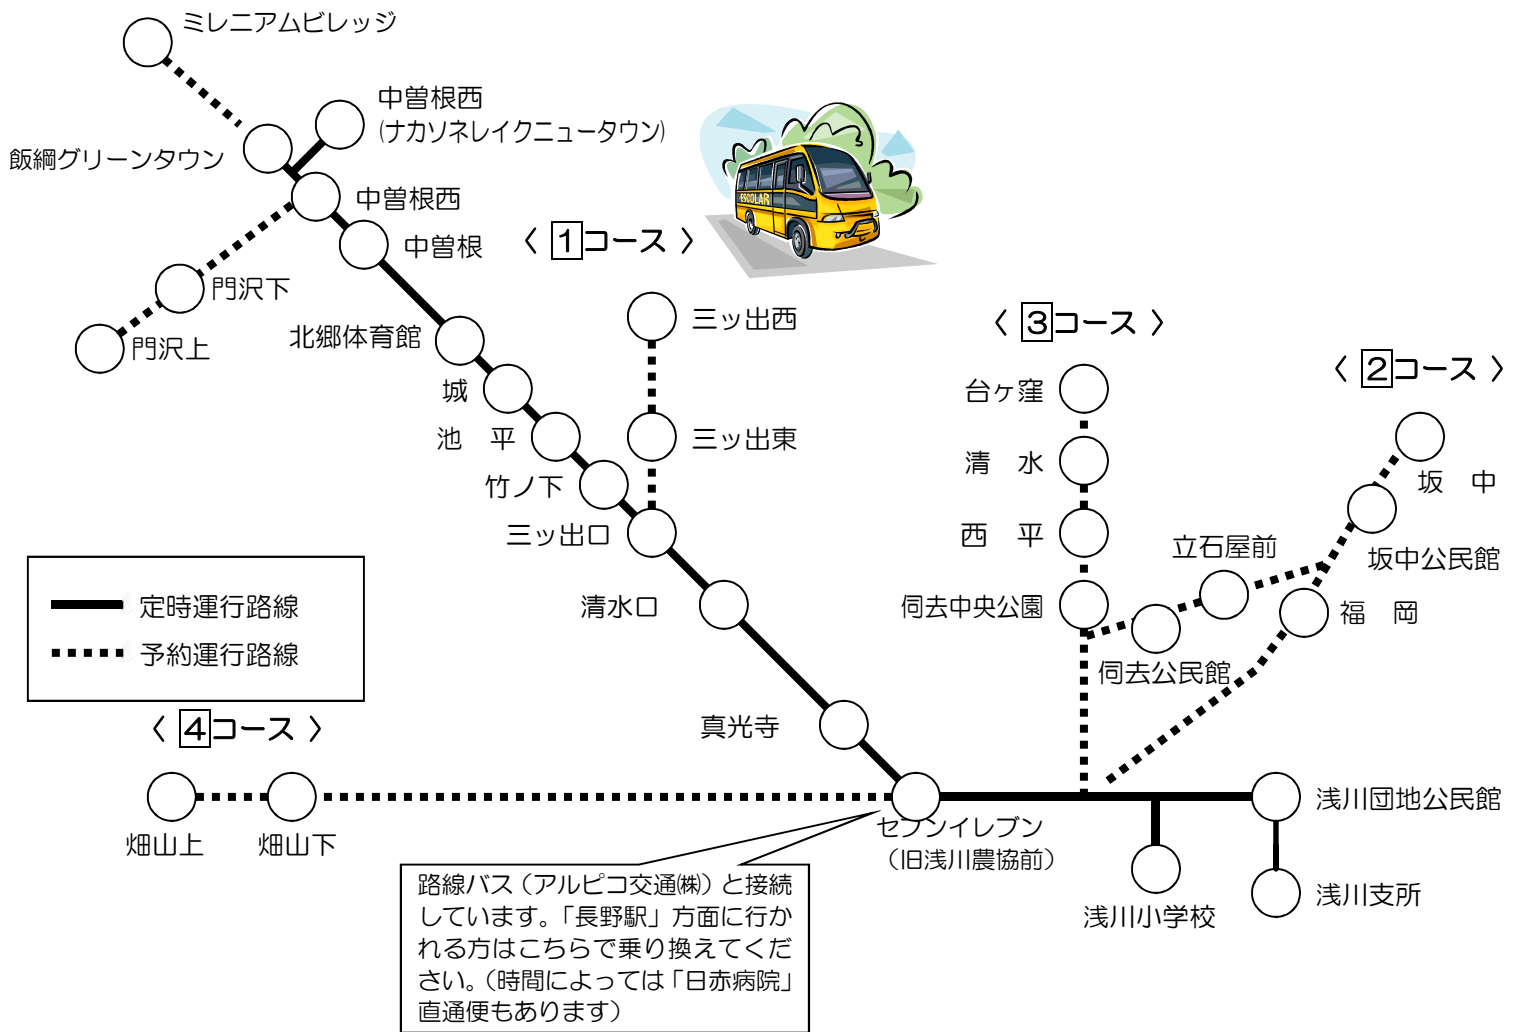 ミレニアムビレッジ
中曽根西
(ナカソネレイクニュータウン)
飯綱グリーンタウン
中曽根西
中曽根
門沢下
門沢上
〈 1コース 〉
ESCOLAR
北郷体育館
城
池　平
竹ノ下
三ッ出口
三ッ出西
三ッ出東
清水口
真光寺
〈 3コース 〉
台ヶ窪
清　水
西　平
伺去中央公園
〈 2コース 〉
坂　中
坂中公民館
立石屋前
福　岡
伺去公民館
定時運行路線
予約運行路線
〈 4コース 〉
畑山上
畑山下
セブンイレブン
（旧浅川農協前）
浅川団地公民館
浅川小学校
浅川支所
路線バス（アルピコ交通㈱）と接続
しています。「長野駅」方面に行か
れる方はこちらで乗り換えてくだ
さい。（時間によっては「日赤病院」
直通便もあります）